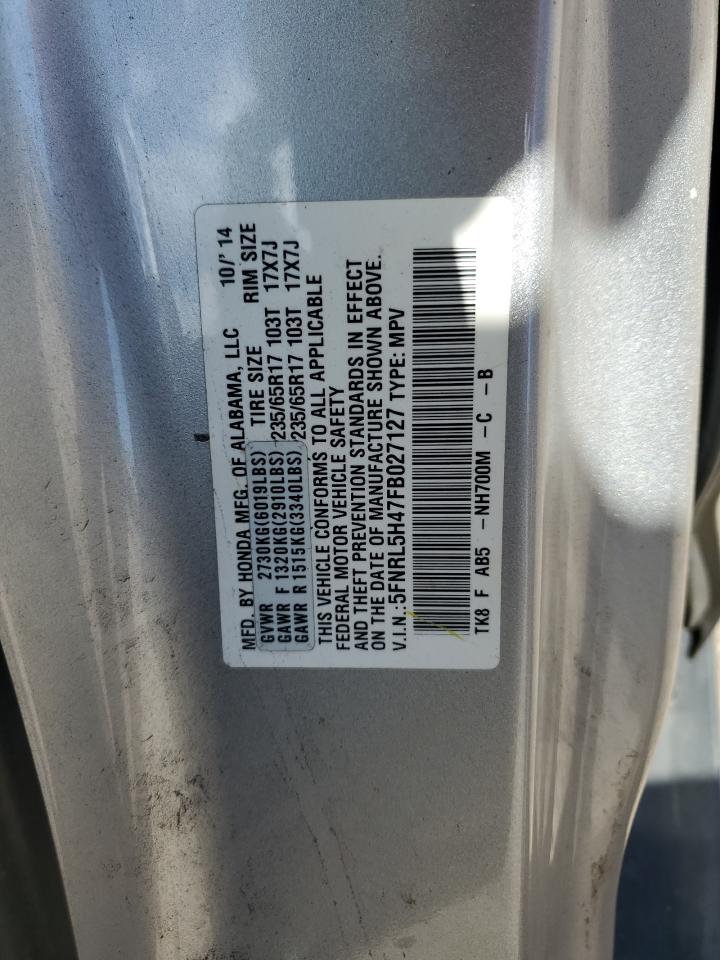 MFD. BY HONDA MFG. OF ALABAMA, LLC 10/'14
GVWR 2730KG(6019LBS) TIRE SIZE RIM SIZE
GAWR F 1320KG(2910LBS) 235/65R17 103T 17X7J
GAWR R 1515KG(3340LBS) 235/65R17 103T 17X7J
THIS VEHICLE CONFORMS TO ALL APPLICABLE
FEDERAL MOTOR VEHICLE SAFETY
AND THEFT PREVENTION STANDARDS IN EFFECT
ON THE DATE OF MANUFACTURE SHOWN ABOVE.
V.I.N.:5FNRL5H47FB027127 TYPE: MPV
TK8 F AB5 -NH700M - C - B